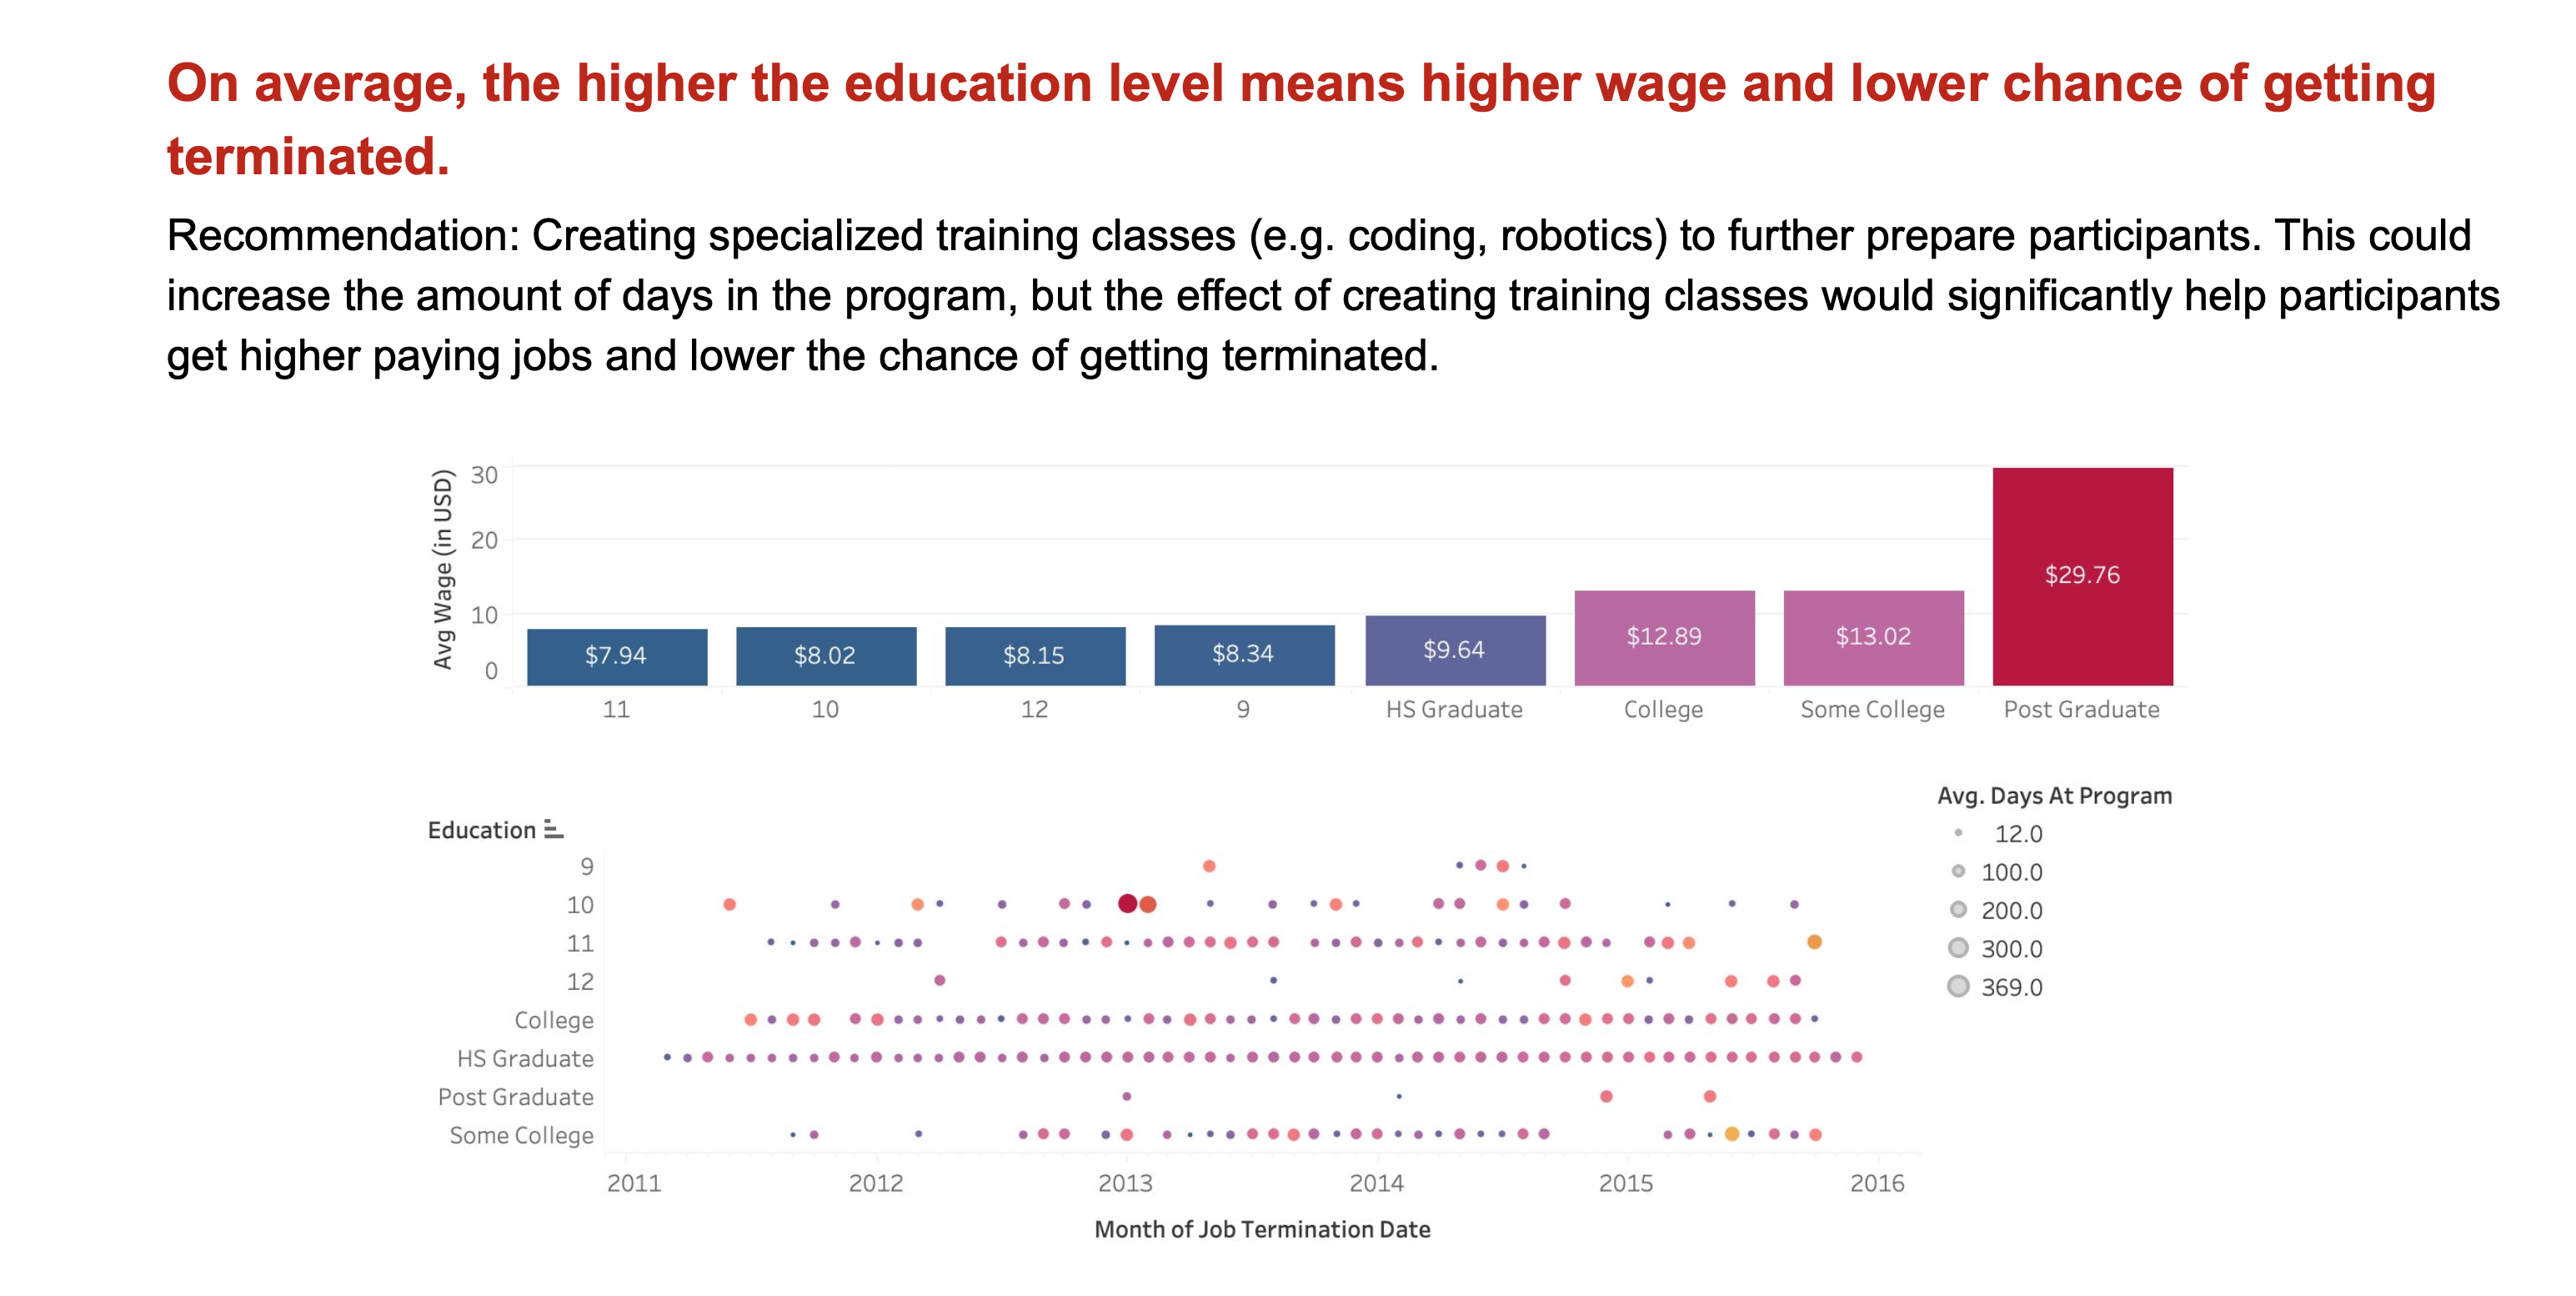 On average, the higher the education level means higher wage and lower chance of getting
terminated.
Recommendation: Creating specialized training classes (e.g. coding, robotics) to further prepare participants. This could
increase the amount of days in the program, but the effect of creating training classes would significantly help participants
get higher paying jobs and lower the chance of getting terminated.
Avg Wage (in USD)
30
20
10
0
$7.94 $8.02 $8.15 $8.34 $9.64 $12.89 $13.02 $29.76
11 10 12 9 HS Graduate College Some College Post Graduate
Avg. Days At Program
12.0
100.0
200.0
300.0
369.0
Education
9
10
11
12
College
HS Graduate
Post Graduate
Some College
2011 2012 2013 2014 2015 2016
Month of Job Termination Date